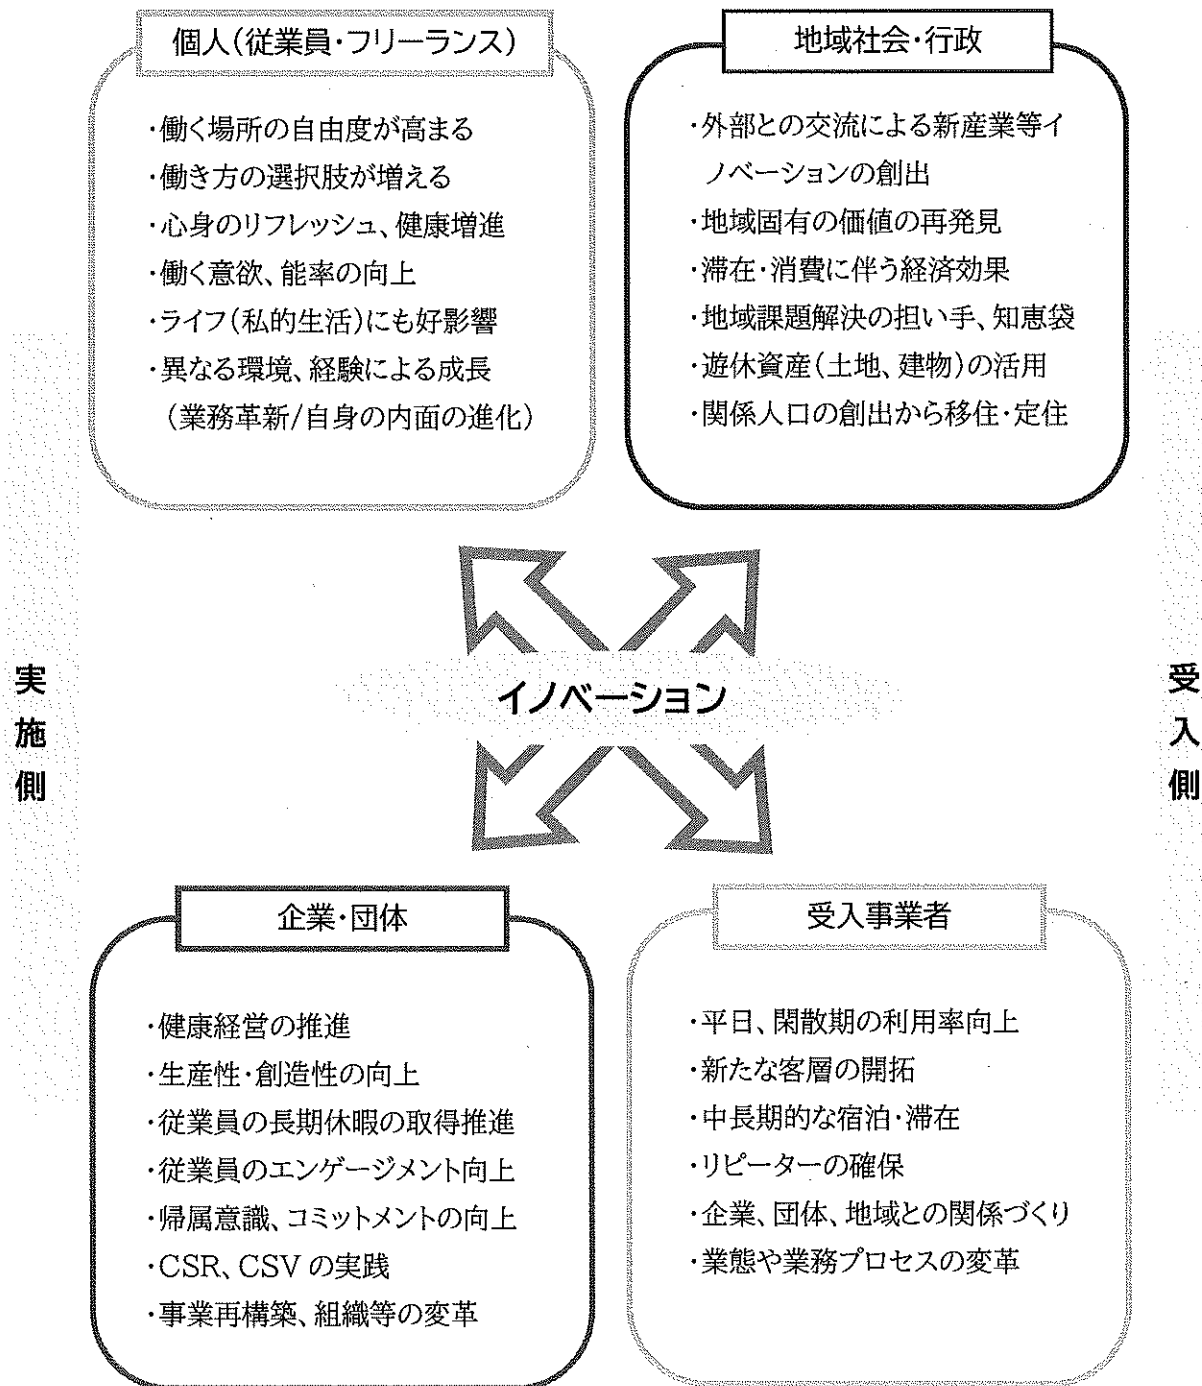 個人(従業員・フリーランス)
・働く場所の自由度が高まる
・働き方の選択肢が増える
・心身のリフレッシュ、健康増進
・働く意欲、能率の向上
・ライフ(私的生活)にも好影響
・異なる環境、経験による成長
(業務革新/自身の内面の進化)
地域社会・行政
・外部との交流による新産業等イ
ノベーションの創出
・地域固有の価値の再発見
・滞在・消費に伴う経済効果
・地域課題解決の担い手、知恵袋
・遊休資産(土地、建物)の活用
・関係人口の創出から移住・定住
実施側
イノベーション
受入側
企業・団体
・健康経営の推進
・生産性・創造性の向上
・従業員の長期休暇の取得推進
・従業員のエンゲージメント向上
・帰属意識、コミットメントの向上
・CSR、CSV の実践
・事業再構築、組織等の変革
受入事業者
・平日、閑散期の利用率向上
・新たな客層の開拓
・中長期的な宿泊・滞在
・リピーターの確保
・企業、団体、地域との関係づくり
・業態や業務プロセスの変革